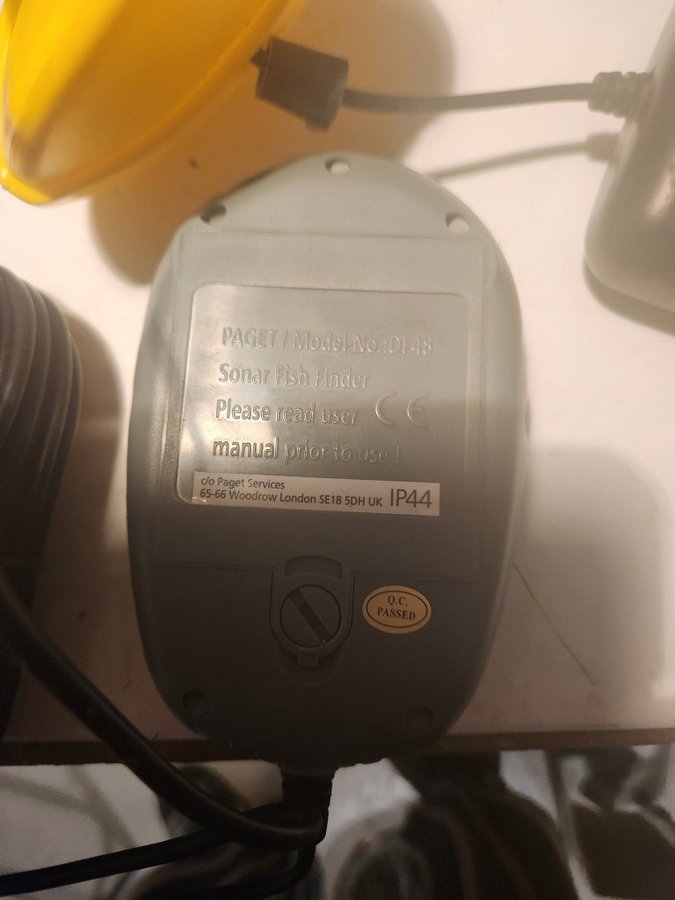 PAGET / Model No.:DF48
Sonar Fish Finder
Please read user CE
manual prior to use !
c/o Paget Services
65-66 Woodrow London SE18 5DH UK IP44
Q.C.
PASSED